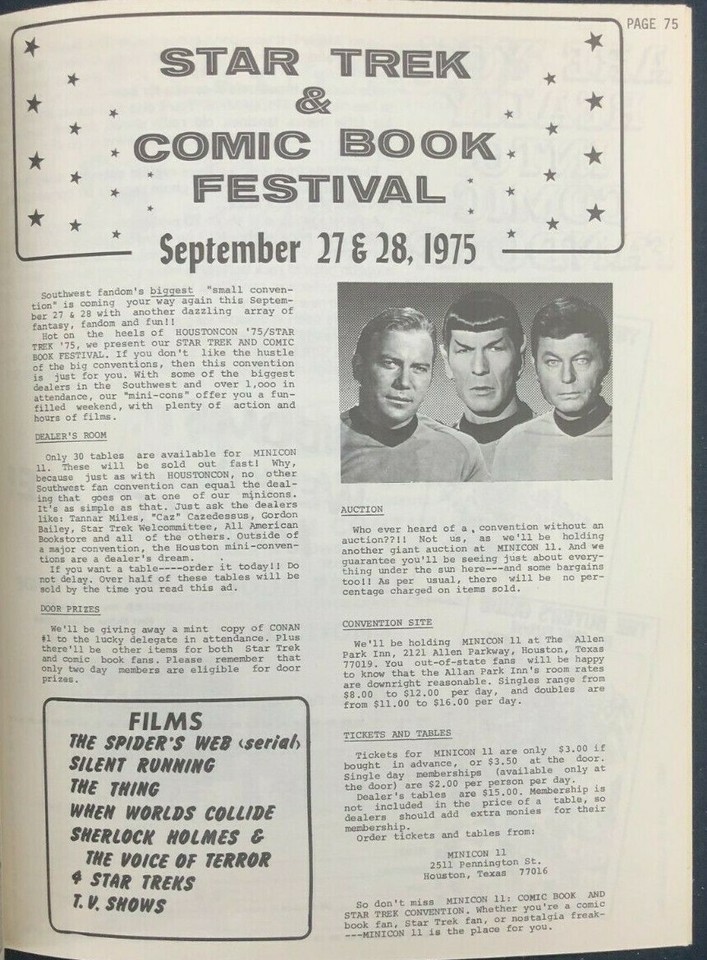 PAGE 75
STAR TREK
&
COMIC BOOK
FESTIVAL
September 27 & 28, 1975
Southwest fandom's biggest "small conven-
tion" is coming your way again this Septem-
ber 27 & 28 with another dazzling array of
fantasy, fandom and fun!!
Hot on the heels of HOUSTONCON '75/STAR
TREK '75, we present our STAR TREK AND COMIC
BOOK FESTIVAL. If you don't like the hustle
of the big conventions, then this convention
is just for you. With some of the biggest
dealers in the Southwest and over 1,000 in
attendance, our "mini-cons" offer you a fun-
filled weekend, with plenty of action and
hours of films.
DEALER'S ROOM
Only 30 tables are available for MINICON
11. These will be sold out fast! Why,
because just as with HOUSTONCON, no other
Southwest fan convention can equal the deal-
ing that goes on at one of our minicons.
It's as simple as that. Just ask the dealers
like: Tannar Miles, "Caz" Cazedessus, Gordon
Bailey, Star Trek Welcommittee, All American
Bookstore and all of the others. Outside of
a major convention, the Houston mini-conven-
tions are a dealer's dream.
If you want a table----order it today!! Do
not delay. Over half of these tables will be
sold by the time you read this ad.
DOOR PRIZES
We'll be giving away a mint copy of CONAN
#1 to the lucky delegate in attendance. Plus
there'll be other items for both Star Trek
and comic book fans. Please remember that
only two day members are eligible for door
prizes.
FILMS
THE SPIDER'S WEB (serial)
SILENT RUNNING
THE THING
WHEN WORLDS COLLIDE
SHERLOCK HOLMES &
THE VOICE OF TERROR
4 STAR TREKS
T.V. SHOWS
AUCTION
Who ever heard of a convention without an
auction??!! Not us, as we'll be holding
another giant auction at MINICON 11. And we
guarantee you'll be seeing just about every-
thing under the sun here---and some bargains
too!! As per usual, there will be no per-
centage charged on items sold.
CONVENTION SITE
We'll be holding MINICON 11 at The Allen
Park Inn, 2121 Allen Parkway, Houston, Texas
77019. You out-of-state fans will be happy
to know that the Allan Park Inn's room rates
are downright reasonable. Singles range from
$8.00 to $12.00 per day, and doubles are
from $11.00 to $16.00 per day.
TICKETS AND TABLES
Tickets for MINICON 11 are only $3.00 if
bought in advance, or $3.50 at the door.
Single day memberships (available only at
the door) are $2.00 per person per day.
Dealer's tables are $15.00. Membership is
not included in the price of a table, so
dealers should add extra monies for their
membership.
Order tickets and tables from:
MINICON 11
2511 Pennington St.
Houston, Texas 77016
So don't miss MINICON 11: COMIC BOOK AND
STAR TREK CONVENTION. Whether you're a comic
book fan, Star Trek fan, or nostalgia freak-
---MINICON 11 is the place for you.